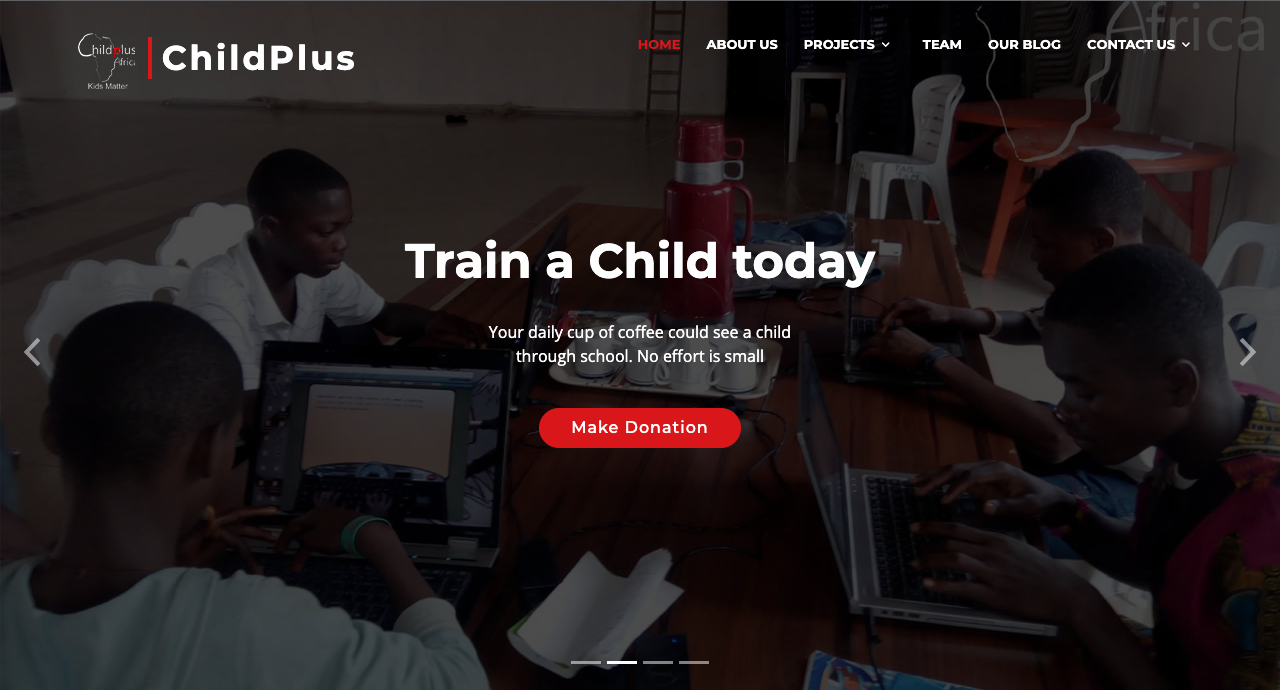 Childplus
Africa
Kids Matter
ChildPlus
HOME
ABOUT US
PROJECTS
TEAM
OUR BLOG
CONTACT US
Africa
Train a Child today
Your daily cup of coffee could see a child
through school. No effort is small
Make Donation